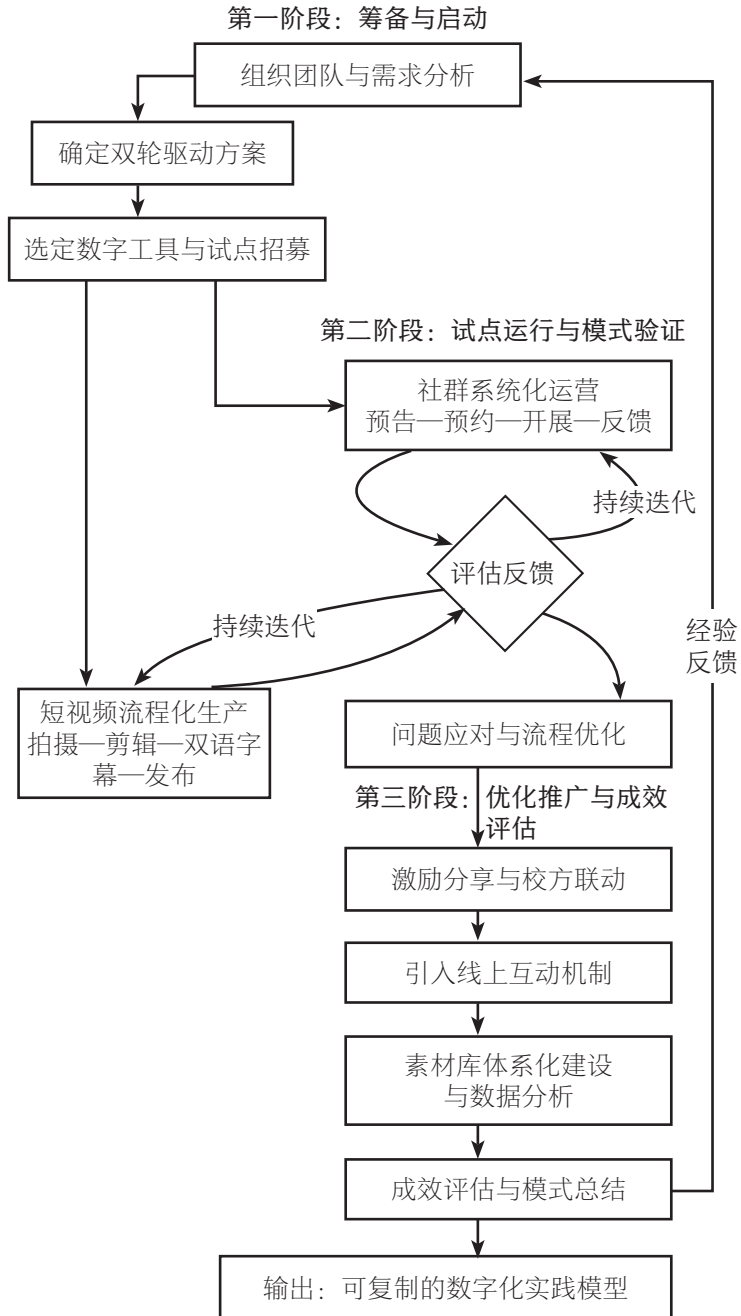 第一阶段：筹备与启动
组织团队与需求分析
确定双轮驱动方案
选定数字工具与试点招募
第二阶段：试点运行与模式验证
社群系统化运营
预告—预约—开展—反馈
持续迭代
评估反馈
持续迭代
经验
反馈
短视频流程化生产
拍摄—剪辑—双语字
幕—发布
问题应对与流程优化
第三阶段：优化推广与成效
评估
激励分享与校方联动
引入线上互动机制
素材库体系化建设
与数据分析
成效评估与模式总结
输出：可复制的数字化实践模型